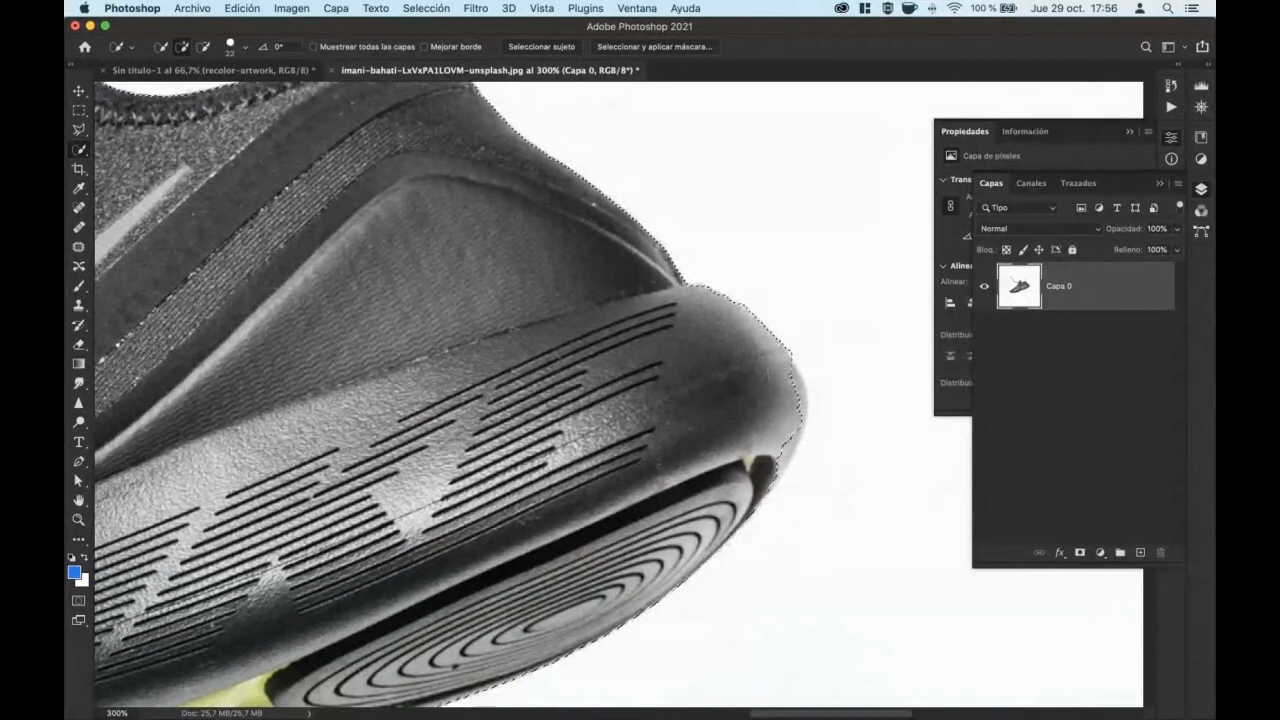 Photoshop Archivo Edición Imagen Capa Texto Selección Filtro 3D Vista Plugins Ventana Ayuda 100 % Jue 29 oct. 17:56
Adobe Photoshop 2021
22 0° Muestrear todas las capas Mejorar borde Seleccionar sujeto Seleccionar y aplicar máscara...
Sin título-1 al 66,7% (recolor-artwork, RGB/8) * imani-bahati-LxVxPA1LOVM-unsplash.jpg al 300% (Capa 0, RGB/8*) *
Propiedades Información
Capa de píxeles
Trans
Capas Canales Trazados
Tipo
Normal Opacidad: 100%
Bloq.: Relleno: 100%
Aline
Capa 0
Alinear:
Distribu
Distribu
300% Doc: 25,7 MB/25,7 MB